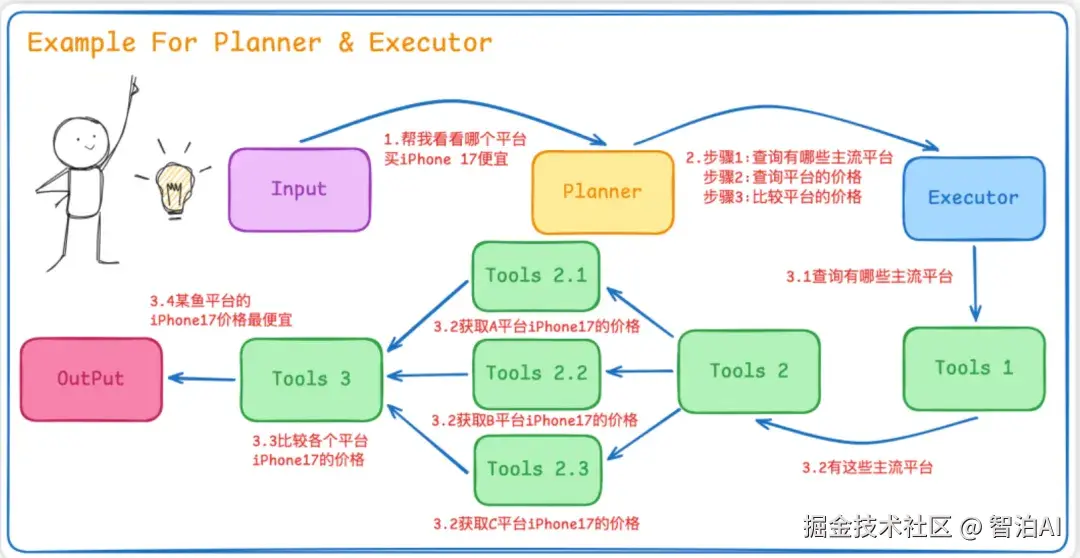 Example For Planner & Executor
1.帮我看看哪个平台
买iPhone 17便宜
Input
Planner
2.步骤1:查询有哪些主流平台
步骤2:查询平台的价格
步骤3:比较平台的价格
Executor
3.1查询有哪些主流平台
Tools 2.1
3.4某鱼平台的
iPhone17价格最便宜
3.2获取A平台iPhone17的价格
OutPut
Tools 3
Tools 2.2
Tools 2
Tools 1
3.2获取B平台iPhone17的价格
3.3比较各个平台
iPhone17的价格
Tools 2.3
3.2有这些主流平台
3.2获取C平台iPhone17的价格
掘金技术社区 @ 智泊AI